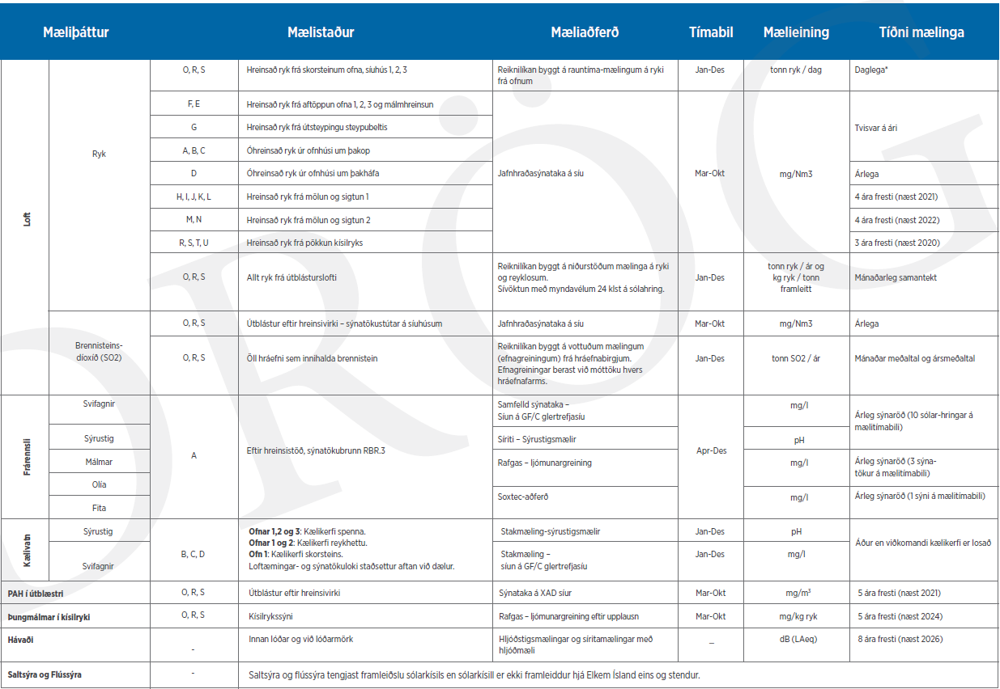 Mæliþáttur Mælistaður Mæliaðferð Tímabil Mælieining Tíðni mælinga
DRÖG
Loft
Ryk
O, R, S Hreinsað ryk frá skorsteinum ofna, síuhús 1, 2, 3 Reiknilíkan byggt á rauntíma-mælingum á ryki Jan-Des tonn ryk / dag Daglega*
frá ofnum
F, E Hreinsað ryk frá aftöppun ofna 1, 2, 3 og málmhreinsun
G Hreinsað ryk frá útsteypingu steypubeltis
Tvisvar á ári
A, B, C Óhreinsað ryk úr ofnhúsi um þakop
D Óhreinsað ryk úr ofnhúsi um þakháfa Jafnhraðasýnataka á síu Mar-Okt mg/Nm3 Árlega
H, I, J, K, L Hreinsað ryk frá mölun og sigtun 1 4 ára fresti (næst 2021)
M, N Hreinsað ryk frá mölun og sigtun 2 4 ára fresti (næst 2022)
R, S, T, U Hreinsað ryk frá pökkun kísilryks 3 ára fresti (næst 2020)
O, R, S Allt ryk frá útblásturslofti
Reiknilíkan byggt á niðurstöðum mælinga á ryki
og reyklosum.
Sívöktun með myndavélum 24 klst á sólahring.
Jan-Des
tonn ryk / ár og
kg ryk / tonn
framleitt
Mánaðarleg samantekt
Brennisteins-
díoxíð (SO2)
O, R, S Útblástur eftir hreinsivirki – sýnatökustútar á síuhúsum Jafnhraðasýnataka á síu Mar-Okt mg/Nm3 Árlega
O, R, S Öll hráefni sem innihalda brennistein
Reiknilíkan byggt á vottuðum mælingum
(efnagreiningum) frá hráefnabirgjum.
Efnagreiningar berast við móttöku hvers
hráefnafarms.
Jan-Des tonn SO2 / ár Mánaðar meðaltal og ársmeðaltal
Frárennsli
Svifagnir
Sýrustig
Málmar
Olía
Fita
A
Eftir hreinsistöð, sýnatökubrunn RBR.3
Samfelld sýnataka –
Síun á GF/C glertrefjasíu
Síriti – Sýrustigsmælir
Rafgas – ljómunargreining
Soxtec-aðferð
Apr-Des
mg/l
pH
mg/l
mg/l
Árleg sýnaröð (10 sólar-hringar á
mælitímabili)
Árleg sýnaröð (3 sýna-
tökur á mælitímabili)
Árleg sýnaröð (1 sýni á mælitímabili)
Kælivatn
Sýrustig
Svifagnir
B, C, D
Ofnar 1,2 og 3: Kælikerfi spenna.
Ofnar 1 og 2: Kælikerfi reykhettu.
Ofn 1: Kælikerfi skorsteins.
Loftæmingar- og sýnatökuloki staðsettur aftan við dælur.
Stakmæling-sýrustigsmælir Jan-Des pH
Stakmæling –
síun á GF/C glertrefjasíu
Jan-Des mg/l
Áður en viðkomandi kælikerfi er losað
PAH í útblæstri O, R, S Útblástur eftir hreinsivirki Sýnataka á XAD síur Mar-Okt mg/m³ 5 ára fresti (næst 2021)
Þungmálmar í kísilryki O, R, S Kísilrykssýni Rafgas – ljómunargreining eftir upplausn Mar-Okt mg/kg ryk 5 ára fresti (næst 2024)
Hávaði - Innan lóðar og við lóðarmörk Hljóðstigsmælingar og síritamælingar með – dB (LAeq) 8 ára fresti (næst 2026)
hljóðmæli
Saltsýra og Flússýra - Saltsýra og flússýra tengjast framleiðslu sólarkísils en sólarkísill er ekki framleiddur hjá Elkem Ísland eins og stendur.